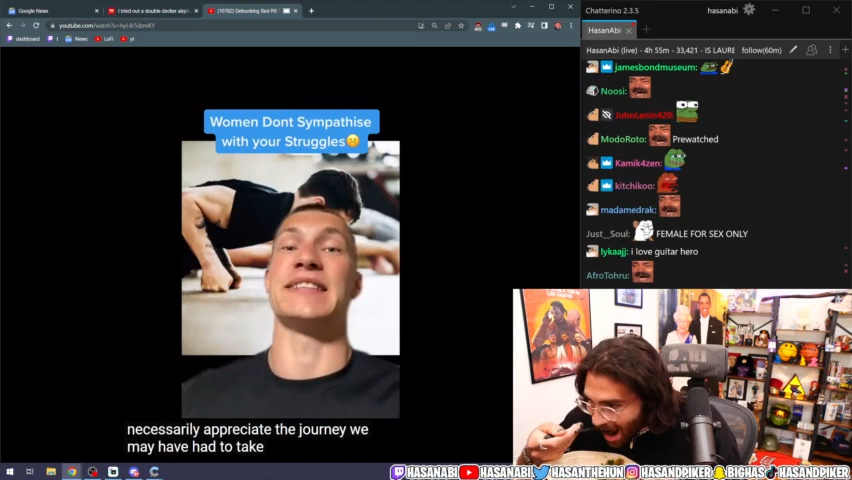 Google News
I tried out a double decker airpl
(10782) Debunking Red Pill
youtube.com/watch?v=hyL4r5dzmKY
dashboard
1
News
LoFi
yt
Women Dont Sympathise
with your Struggles
necessarily appreciate the journey we
may have had to take
Chatterino 2.3.5
hasanabi
HasanAbi
HasanAbi (live) - 4h 55m - 33,421 - IS LAURE
follow(60m)
jamesbondmuseum:
Noosi:
JohnLenin420:
ModoRoto: Prewatched
Kamik4zen:
kitchikoo:
madamedrak:
Just__Soul: FEMALE FOR SEX ONLY
lykaajj: i love guitar hero
AfroTohru:
HASANABI HASANABI HASANTHEHUN HASANDPIKER BIGHAS HASANDPIKER